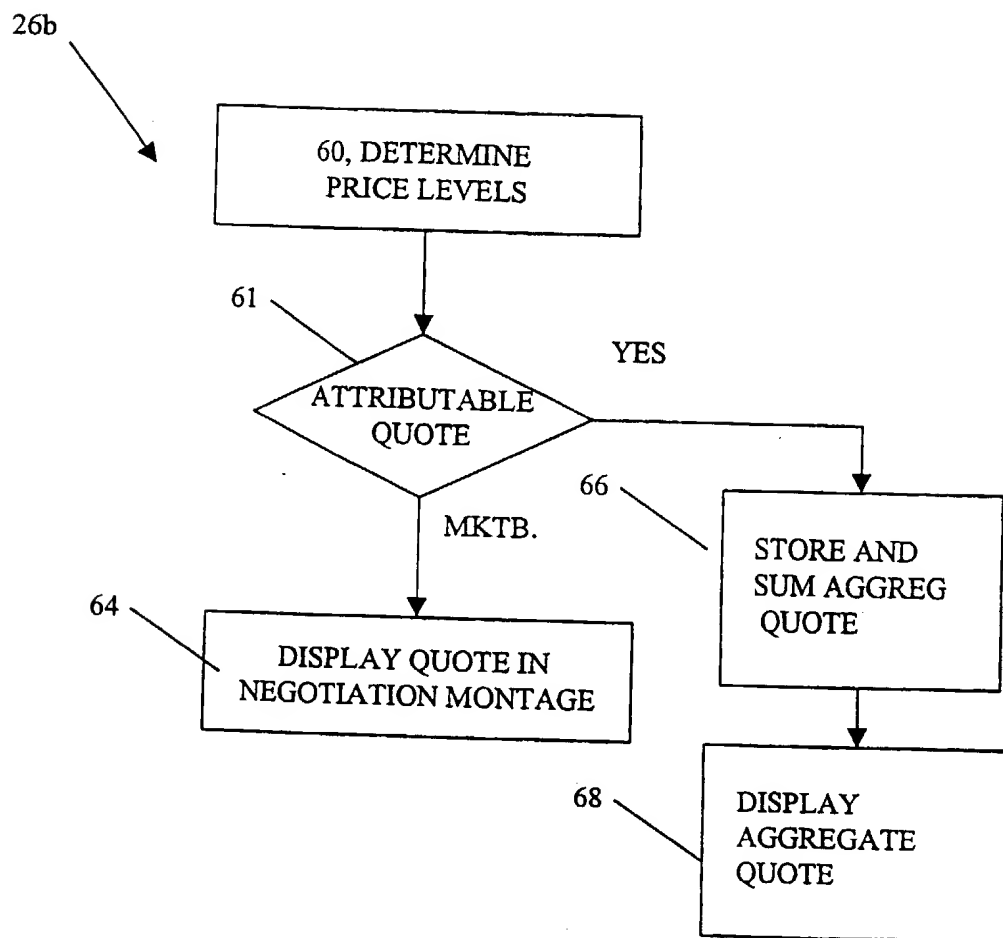 26b
60, DETERMINE
PRICE LEVELS
61
YES
ATTRIBUTABLE
QUOTE
66
MKTB.
STORE AND
SUM AGGREG
QUOTE
64
DISPLAY QUOTE IN
NEGOTIATION MONTAGE
68
DISPLAY
AGGREGATE
QUOTE